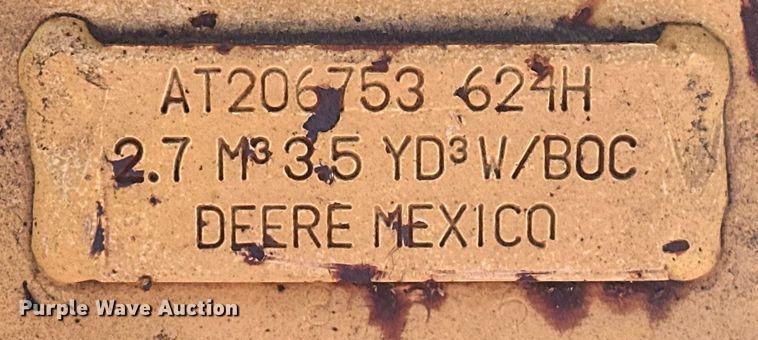 AT206753 624H
2.7 M³ 3.5 YD³ W/BOC
DEERE MEXICO
Purple Wave Auction